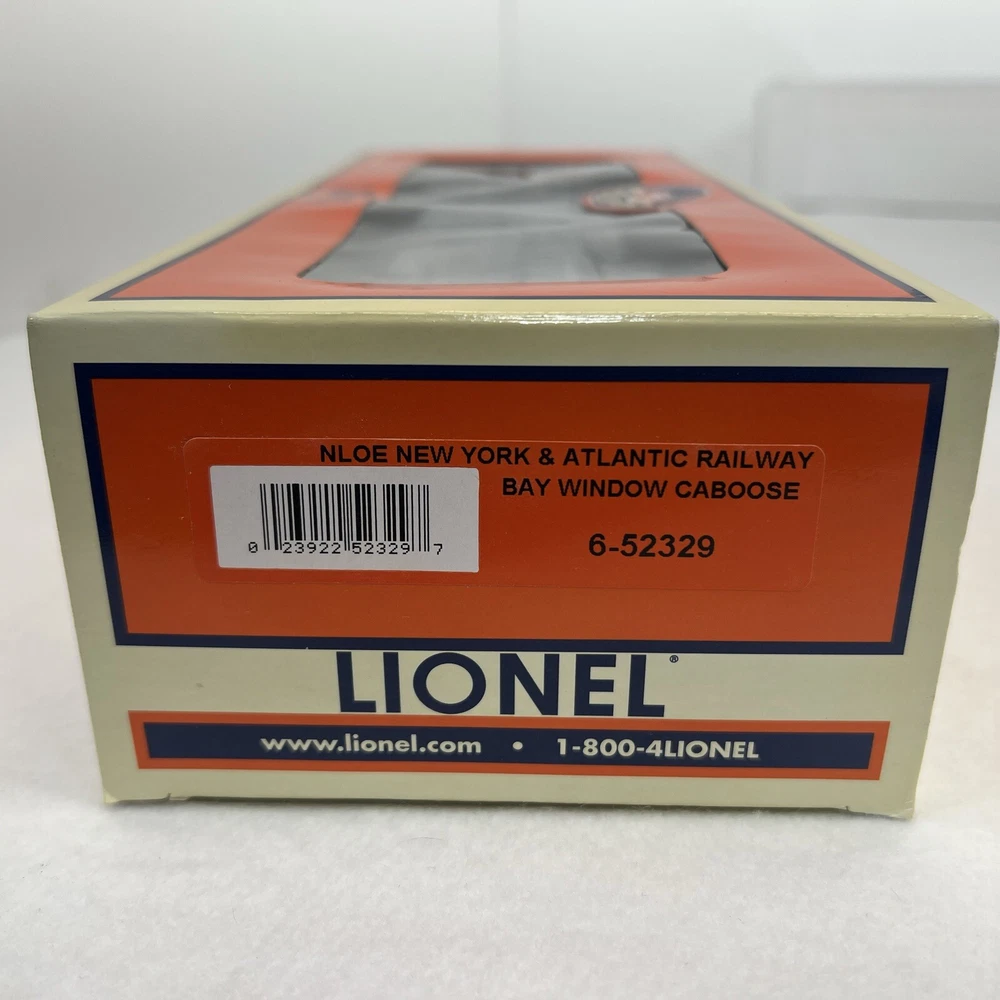 NLOE NEW YORK & ATLANTIC RAILWAY
BAY WINDOW CABOOSE
6-52329
0 23922 52329 7
LIONEL®
www.lionel.com • 1-800-4LIONEL